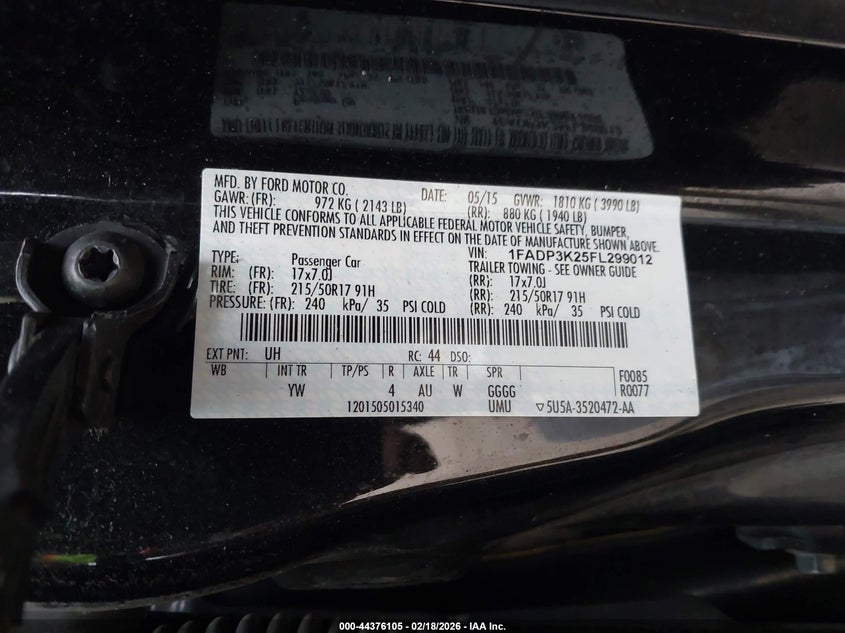 MFD. BY FORD MOTOR CO. DATE: 05/15 GVWR: 1810 KG ( 3990 LB)
GAWR: (FR): 972 KG ( 2143 LB) (RR): 880 KG ( 1940 LB)
THIS VEHICLE CONFORMS TO ALL APPLICABLE FEDERAL MOTOR VEHICLE SAFETY, BUMPER,
AND THEFT PREVENTION STANDARDS IN EFFECT ON THE DATE OF MANUFACTURE SHOWN ABOVE.
VIN: 1FADP3K25FL299012
TYPE: Passenger Car TRAILER TOWING - SEE OWNER GUIDE
RIM: (FR): 17x7.0J (RR): 17x7.0J
TIRE: (FR): 215/50R17 91H (RR): 215/50R17 91H
PRESSURE: (FR): 240 kPa/ 35 PSI COLD (RR): 240 kPa/ 35 PSI COLD
EXT PNT: UH RC: 44 DSO:
WB INT TR TP/PS R AXLE TR SPR F0085
YW 4 AU W GGGG R0077
1201505015340 UMU ▽5U5A-3520472-AA
000-44376105 — 02/18/2026 — IAA Inc.